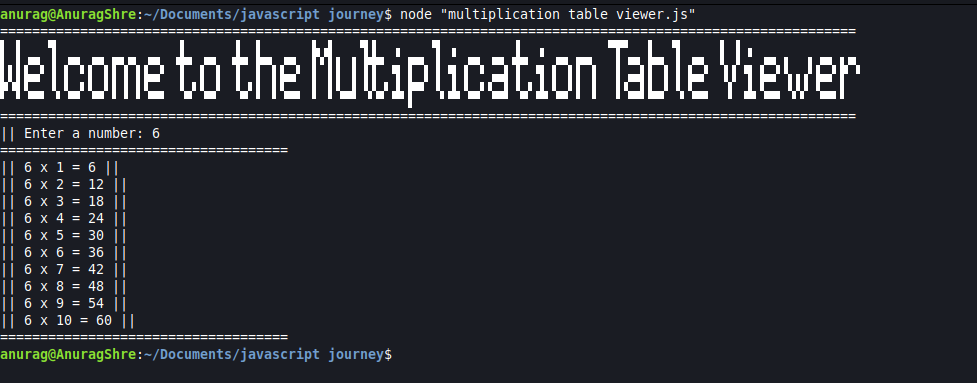 anurag@AnuragShre:~/Documents/javascript journey$ node "multiplication table viewer.js"
===========================================================================================================
Welcome to the Multiplication Table Viewer
===========================================================================================================
|| Enter a number: 6
====================================
|| 6 x 1 = 6 ||
|| 6 x 2 = 12 ||
|| 6 x 3 = 18 ||
|| 6 x 4 = 24 ||
|| 6 x 5 = 30 ||
|| 6 x 6 = 36 ||
|| 6 x 7 = 42 ||
|| 6 x 8 = 48 ||
|| 6 x 9 = 54 ||
|| 6 x 10 = 60 ||
====================================
anurag@AnuragShre:~/Documents/javascript journey$